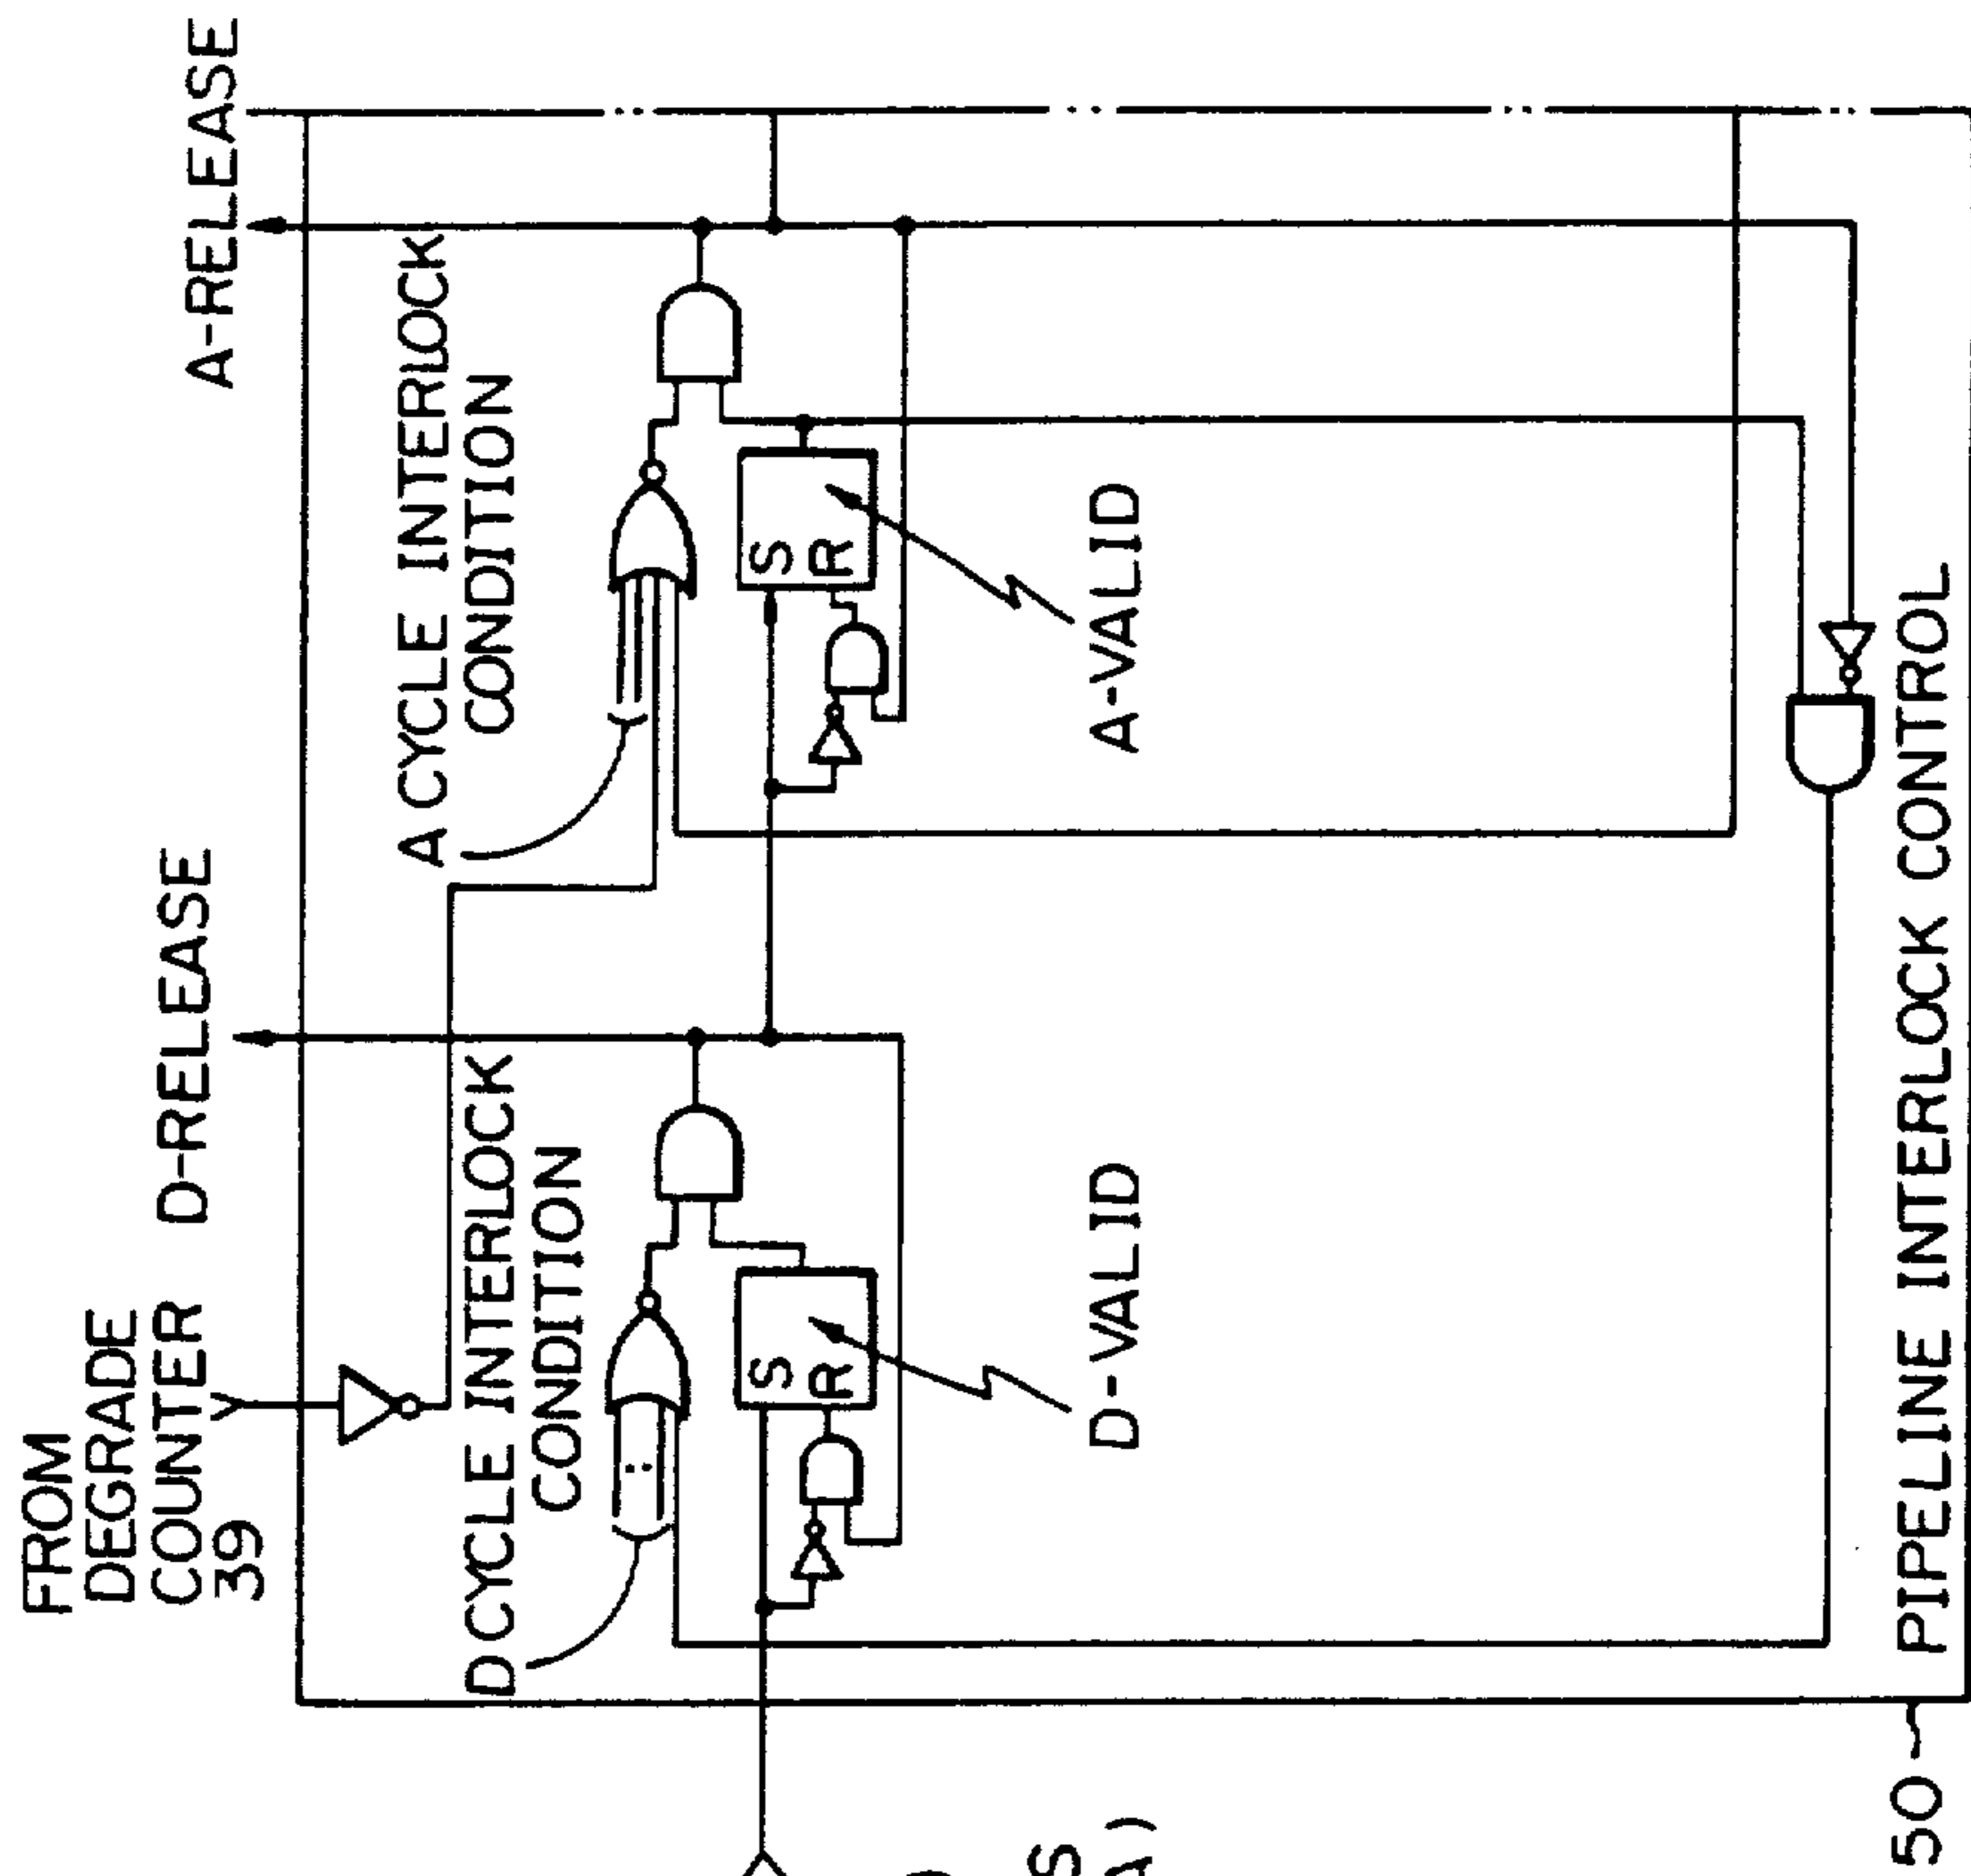 FROM
DEGRADE
COUNTER
39
D-RELEASE
A-RELEASE
D CYCLE INTERLOCK
CONDITION
A CYCLE INTERLOCK
CONDITION
S
R
S
R
D-VALID
A-VALID
50
PIPELINE INTERLOCK CONTROL
S
A)